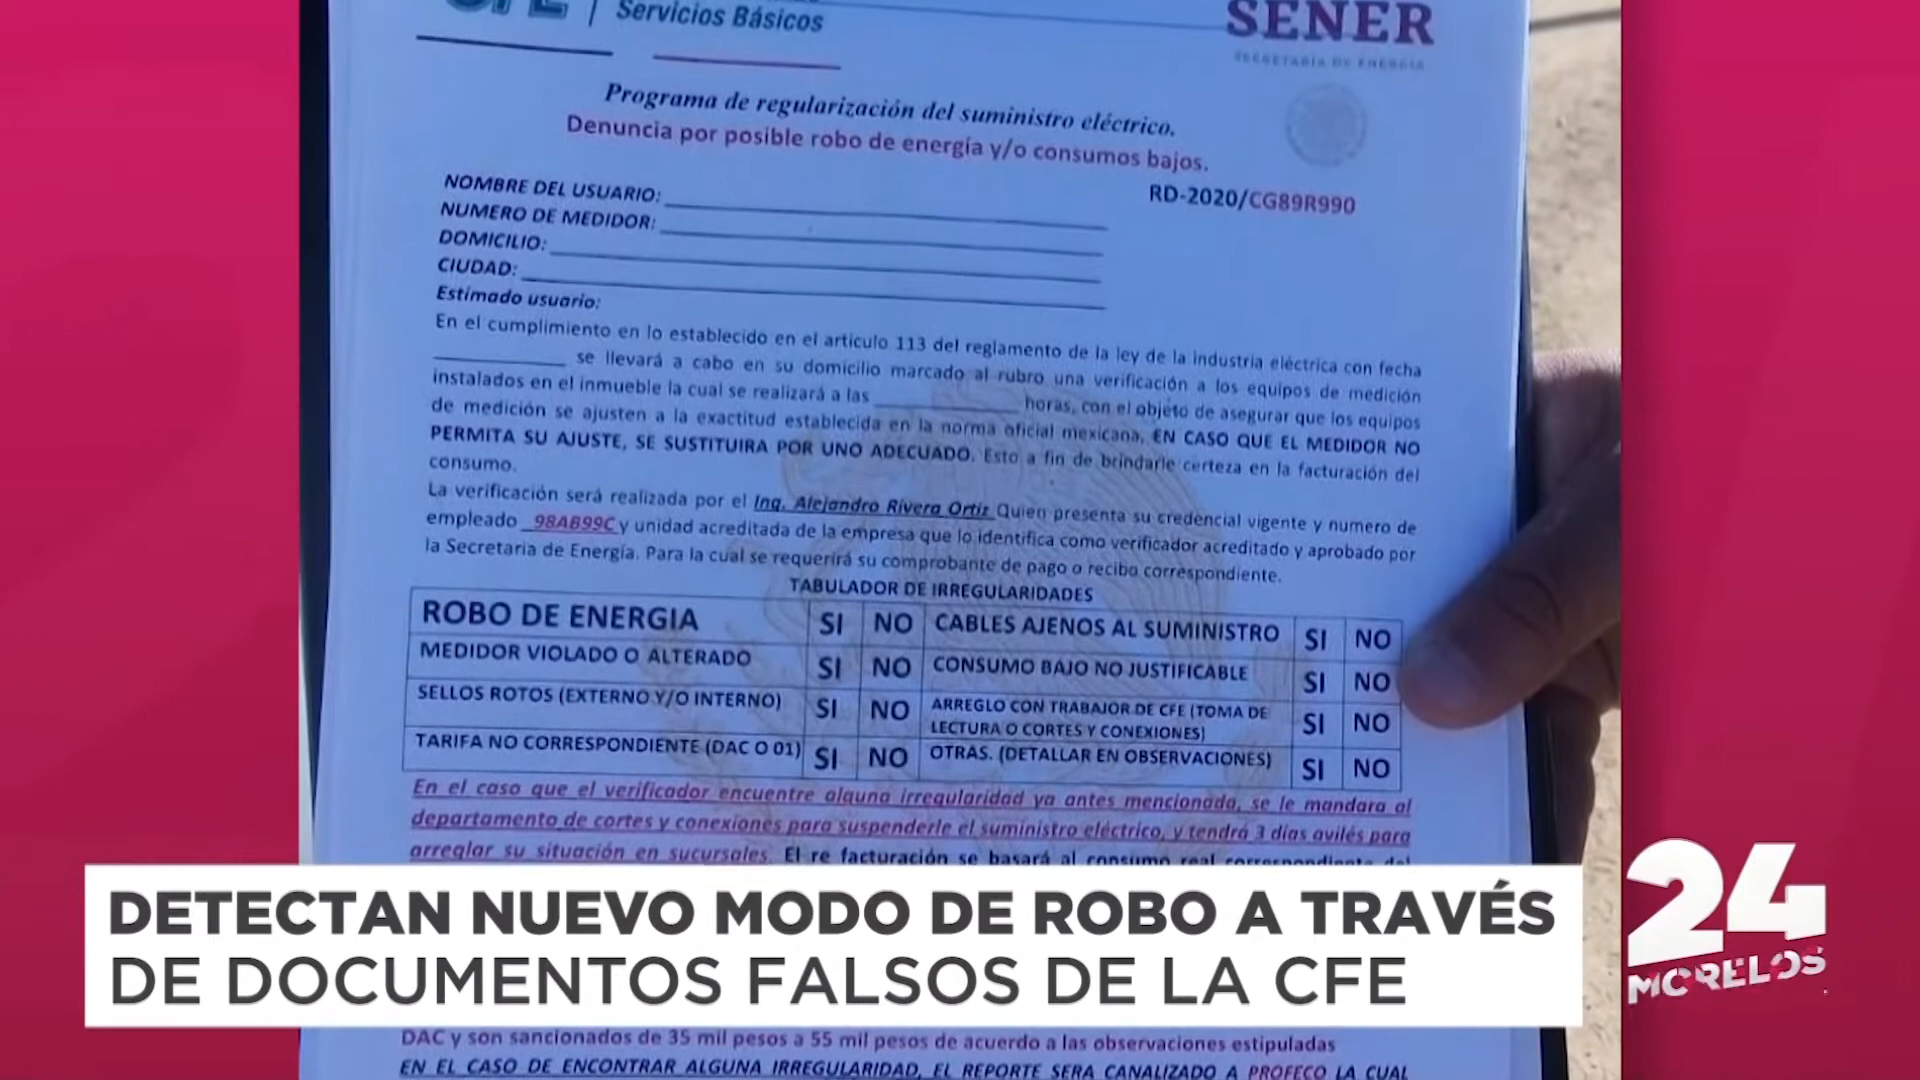 CFE | Servicios Básicos
SENER
SECRETARÍA DE ENERGÍA
Programa de regularización del suministro eléctrico.
Denuncia por posible robo de energía y/o consumos bajos.
RD-2020/CG89R990
NOMBRE DEL USUARIO:
NUMERO DE MEDIDOR:
DOMICILIO:
CIUDAD:
Estimado usuario:
En el cumplimiento en lo establecido en el articulo 113 del reglamento de la ley de la industria eléctrica con fecha
____________ se llevará a cabo en su domicilio marcado al rubro una verificación a los equipos de medición
instalados en el inmueble la cual se realizará a las ____________ horas, con el objeto de asegurar que los equipos
de medición se ajusten a la exactitud establecida en la norma oficial mexicana, EN CASO QUE EL MEDIDOR NO
PERMITA SU AJUSTE, SE SUSTITUIRA POR UNO ADECUADO. Esto a fin de brindarle certeza en la facturación del
consumo.
La verificación será realizada por el Ing. Alejandro Rivera Ortiz Quien presenta su credencial vigente y numero de
empleado 98AB99C y unidad acreditada de la empresa que lo identifica como verificador acreditado y aprobado por
la Secretaria de Energía. Para la cual se requerirá su comprobante de pago o recibo correspondiente.
TABULADOR DE IRREGULARIDADES
ROBO DE ENERGIA SI NO CABLES AJENOS AL SUMINISTRO SI NO
MEDIDOR VIOLADO O ALTERADO SI NO CONSUMO BAJO NO JUSTIFICABLE SI NO
SELLOS ROTOS (EXTERNO Y/O INTERNO) SI NO ARREGLO CON TRABAJOR DE CFE (TOMA DE
LECTURA O CORTES Y CONEXIONES) SI NO
TARIFA NO CORRESPONDIENTE (DAC O 01) SI NO OTRAS. (DETALLAR EN OBSERVACIONES) SI NO
En el caso que el verificador encuentre alguna irregularidad ya antes mencionada, se le mandara al
departamento de cortes y conexiones para suspenderle el suministro eléctrico, y tendrá 3 días avilés para
arreglar su situación en sucursales. El re facturación se basará al consumo real correspondiente del
DETECTAN NUEVO MODO DE ROBO A TRAVÉS
DE DOCUMENTOS FALSOS DE LA CFE
24
MORELOS
DAC y son sancionados de 35 mil pesos a 55 mil pesos de acuerdo a las observaciones estipuladas
EN EL CASO DE ENCONTRAR ALGUNA IRREGULARIDAD, EL REPORTE SERA CANALIZADO A PROFECO LA CUAL